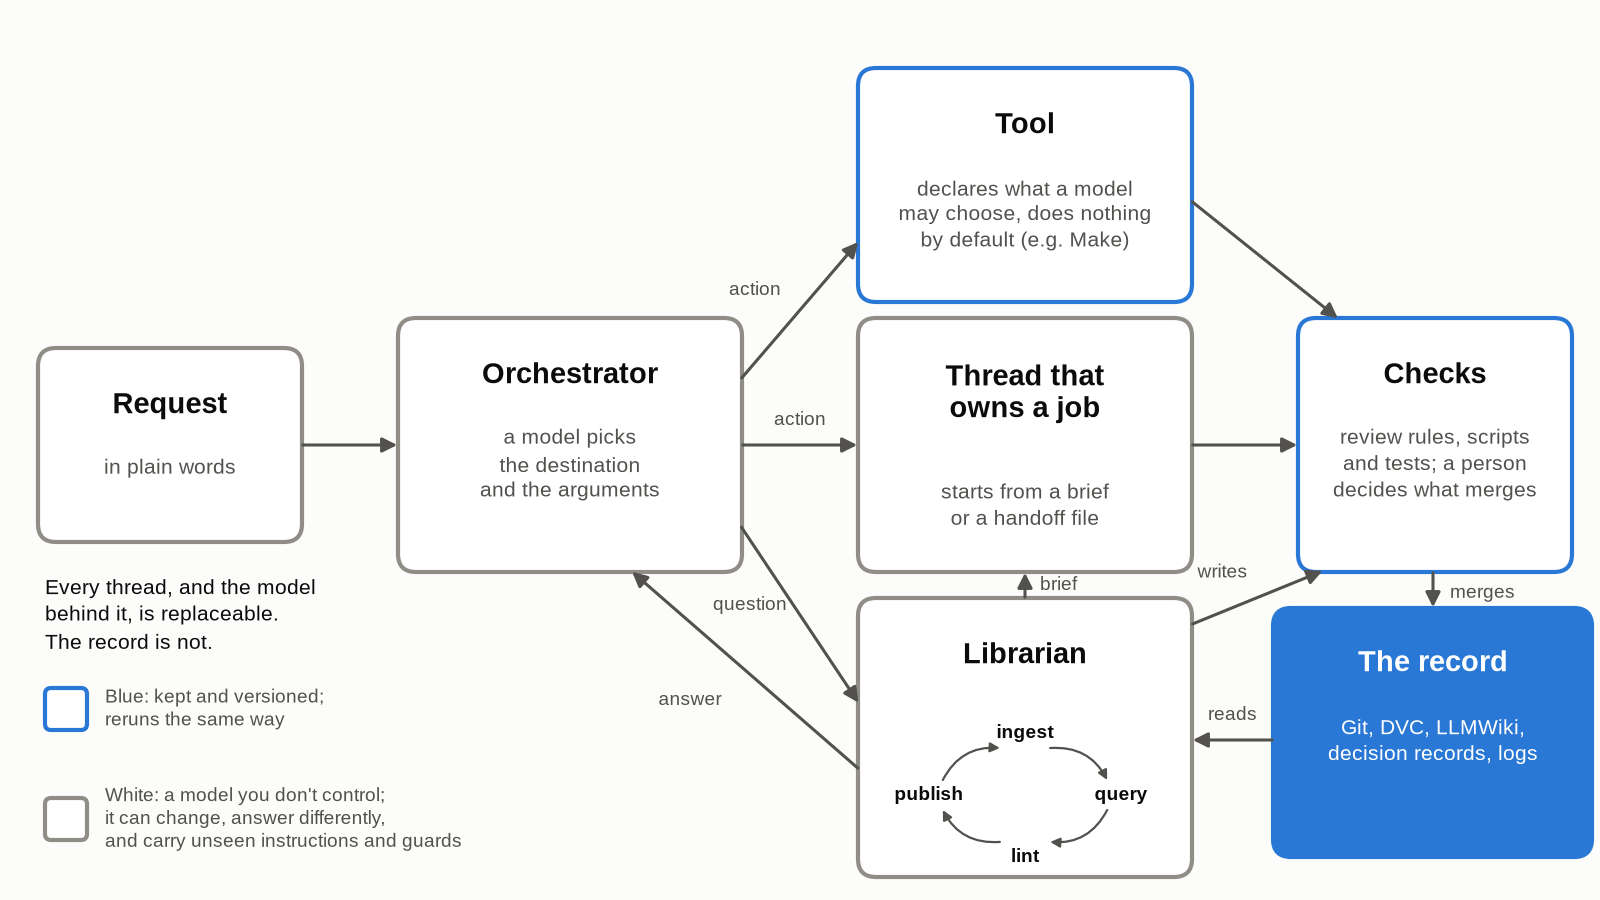 Tool
declares what a model
may choose, does nothing
by default (e.g. Make)
action
Request
in plain words
Orchestrator
a model picks
the destination
and the arguments
action
Thread that
owns a job
starts from a brief
or a handoff file
Checks
review rules, scripts
and tests; a person
decides what merges
writes
brief
merges
question
answer
Librarian
ingest
publish
query
lint
reads
The record
Git, DVC, LLMWiki,
decision records, logs
Every thread, and the model
behind it, is replaceable.
The record is not.
Blue: kept and versioned;
reruns the same way
White: a model you don't control;
it can change, answer differently,
and carry unseen instructions and guards